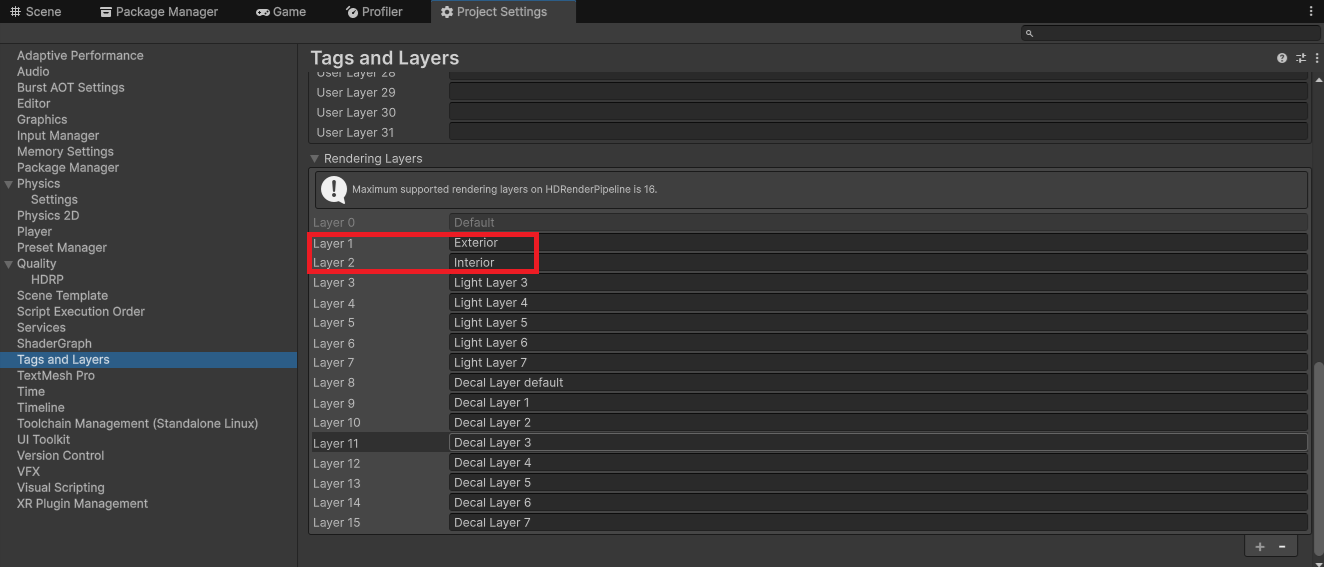 Scene Package Manager Game Profiler Project Settings
Adaptive Performance
Audio
Burst AOT Settings
Editor
Graphics
Input Manager
Memory Settings
Package Manager
Physics
Settings
Physics 2D
Player
Preset Manager
Quality
HDRP
Scene Template
Script Execution Order
Services
ShaderGraph
Tags and Layers
TextMesh Pro
Time
Timeline
Toolchain Management (Standalone Linux)
UI Toolkit
Version Control
VFX
Visual Scripting
XR Plugin Management
Tags and Layers
User Layer 28
User Layer 29
User Layer 30
User Layer 31
Rendering Layers
Maximum supported rendering layers on HDRenderPipeline is 16.
Layer 0 Default
Layer 1 Exterior
Layer 2 Interior
Layer 3 Light Layer 3
Layer 4 Light Layer 4
Layer 5 Light Layer 5
Layer 6 Light Layer 6
Layer 7 Light Layer 7
Layer 8 Decal Layer default
Layer 9 Decal Layer 1
Layer 10 Decal Layer 2
Layer 11 Decal Layer 3
Layer 12 Decal Layer 4
Layer 13 Decal Layer 5
Layer 14 Decal Layer 6
Layer 15 Decal Layer 7